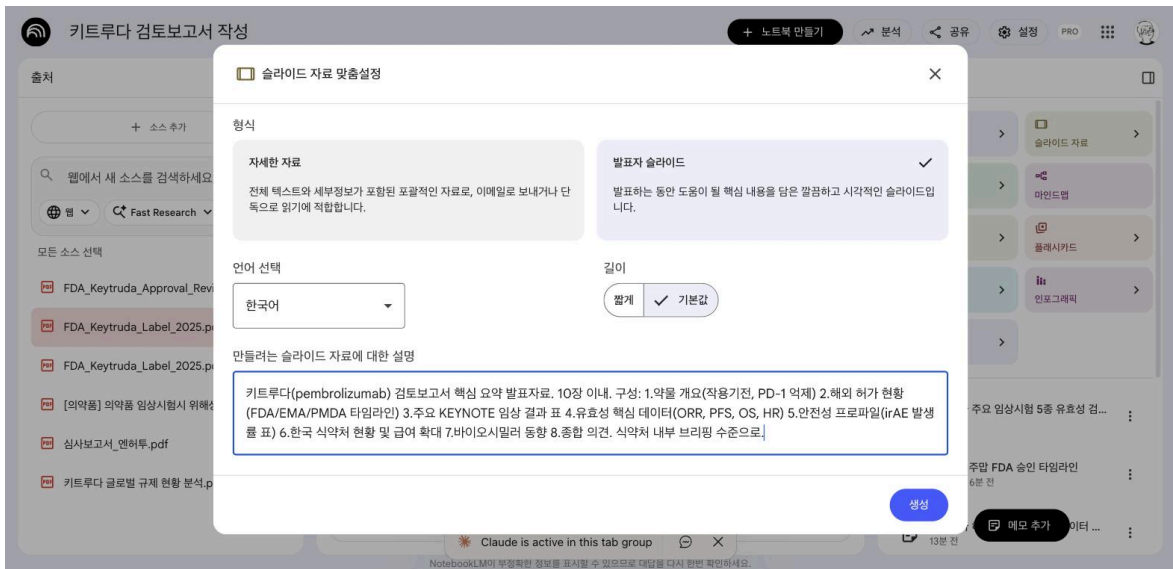 키트루다 검토보고서 작성
+ 노트북 만들기
분석
공유
설정
PRO
출처
+ 소스 추가
웹에서 새 소스를 검색하세요
웹
Fast Research
모든 소스 선택
FDA_Keytruda_Approval_Revi
FDA_Keytruda_Label_2025.p
FDA_Keytruda_Label_2025.p
[의약품] 의약품 임상시험시 위해성
심사보고서_엔허투.pdf
키트루다 글로벌 규제 현황 분석.p
슬라이드 자료 맞춤설정
형식
자세한 자료
전체 텍스트와 세부정보가 포함된 포괄적인 자료로, 이메일로 보내거나 단
독으로 읽기에 적합합니다.
발표자 슬라이드
발표하는 동안 도움이 될 핵심 내용을 담은 깔끔하고 시각적인 슬라이드입
니다.
언어 선택
한국어
길이
짧게
기본값
만들려는 슬라이드 자료에 대한 설명
키트루다(pembrolizumab) 검토보고서 핵심 요약 발표자료. 10장 이내. 구성: 1.약물 개요(작용기전, PD-1 억제) 2.해외 허가 현황
(FDA/EMA/PMDA 타임라인) 3.주요 KEYNOTE 임상 결과 표 4.유효성 핵심 데이터(ORR, PFS, OS, HR) 5.안전성 프로파일(irAE 발생
률 표) 6.한국 식약처 현황 및 급여 확대 7.바이오시밀러 동향 8.종합 의견. 식약처 내부 브리핑 수준으로.
생성
슬라이드 자료
마인드맵
플래시카드
인포그래픽
주요 임상시험 5종 유효성 검...
주맙 FDA 승인 타임라인
6분 전
메모 추가
이터 ...
13분 전
Claude is active in this tab group
NotebookLM이 부정확한 정보를 표시할 수 있으므로 대답을 다시 한번 확인하세요.